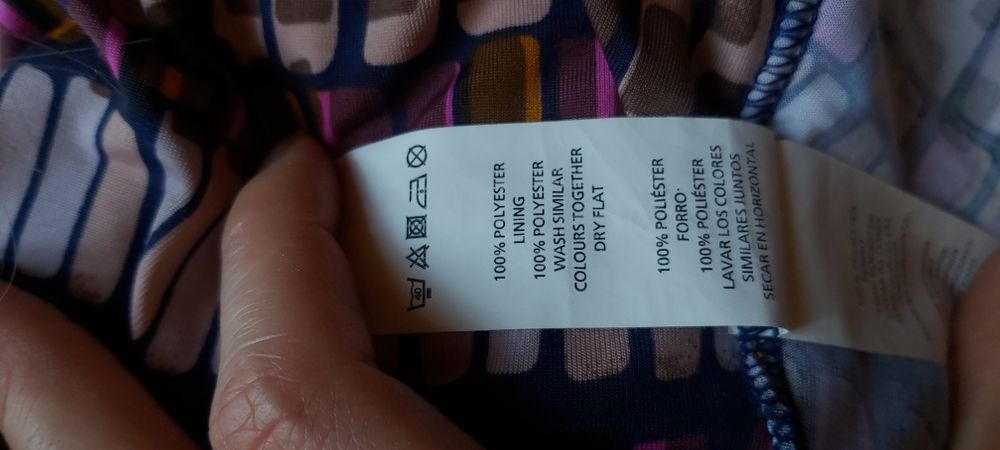 40
100% POLYESTER
LINING
100% POLYESTER
WASH SIMILAR
COLOURS TOGETHER
DRY FLAT
100% POLIÉSTER
FORRO·
100% POLIÉSTER
LAVAR LOS COLORES
SIMILARES JUNTOS
SECAR EN HORIZONTAL